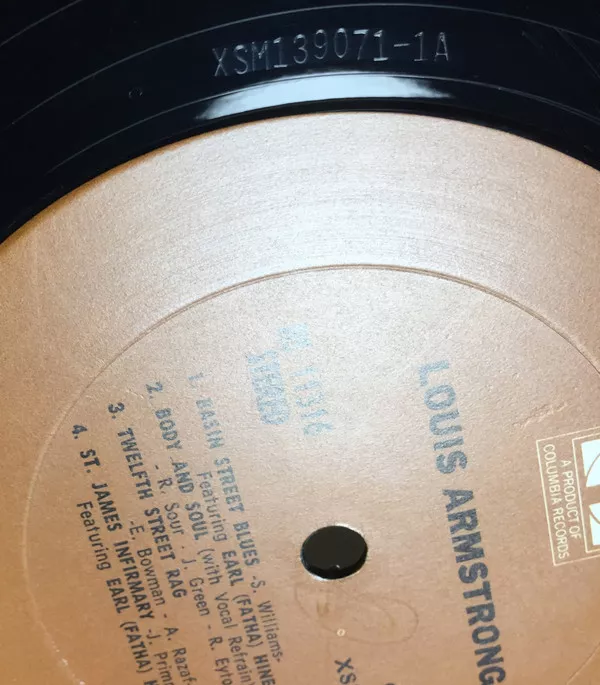 XSM139071-1A
LOUIS ARMSTRONG
STEREO
1. BASIN STREET BLUES -S. Williams-
Featuring EARL (FATHA) HINE
2. BODY AND SOUL (with Vocal Refrain)
- R. Sour - J. Green - R. Eyto
3. TWELFTH STREET RAG
-E. Bowman - A. Razaf-
4. ST. JAMES INFIRMARY -J. Primr
Featuring EARL (FATHA) H
XS
A PRODUCT OF
COLUMBIA RECORDS